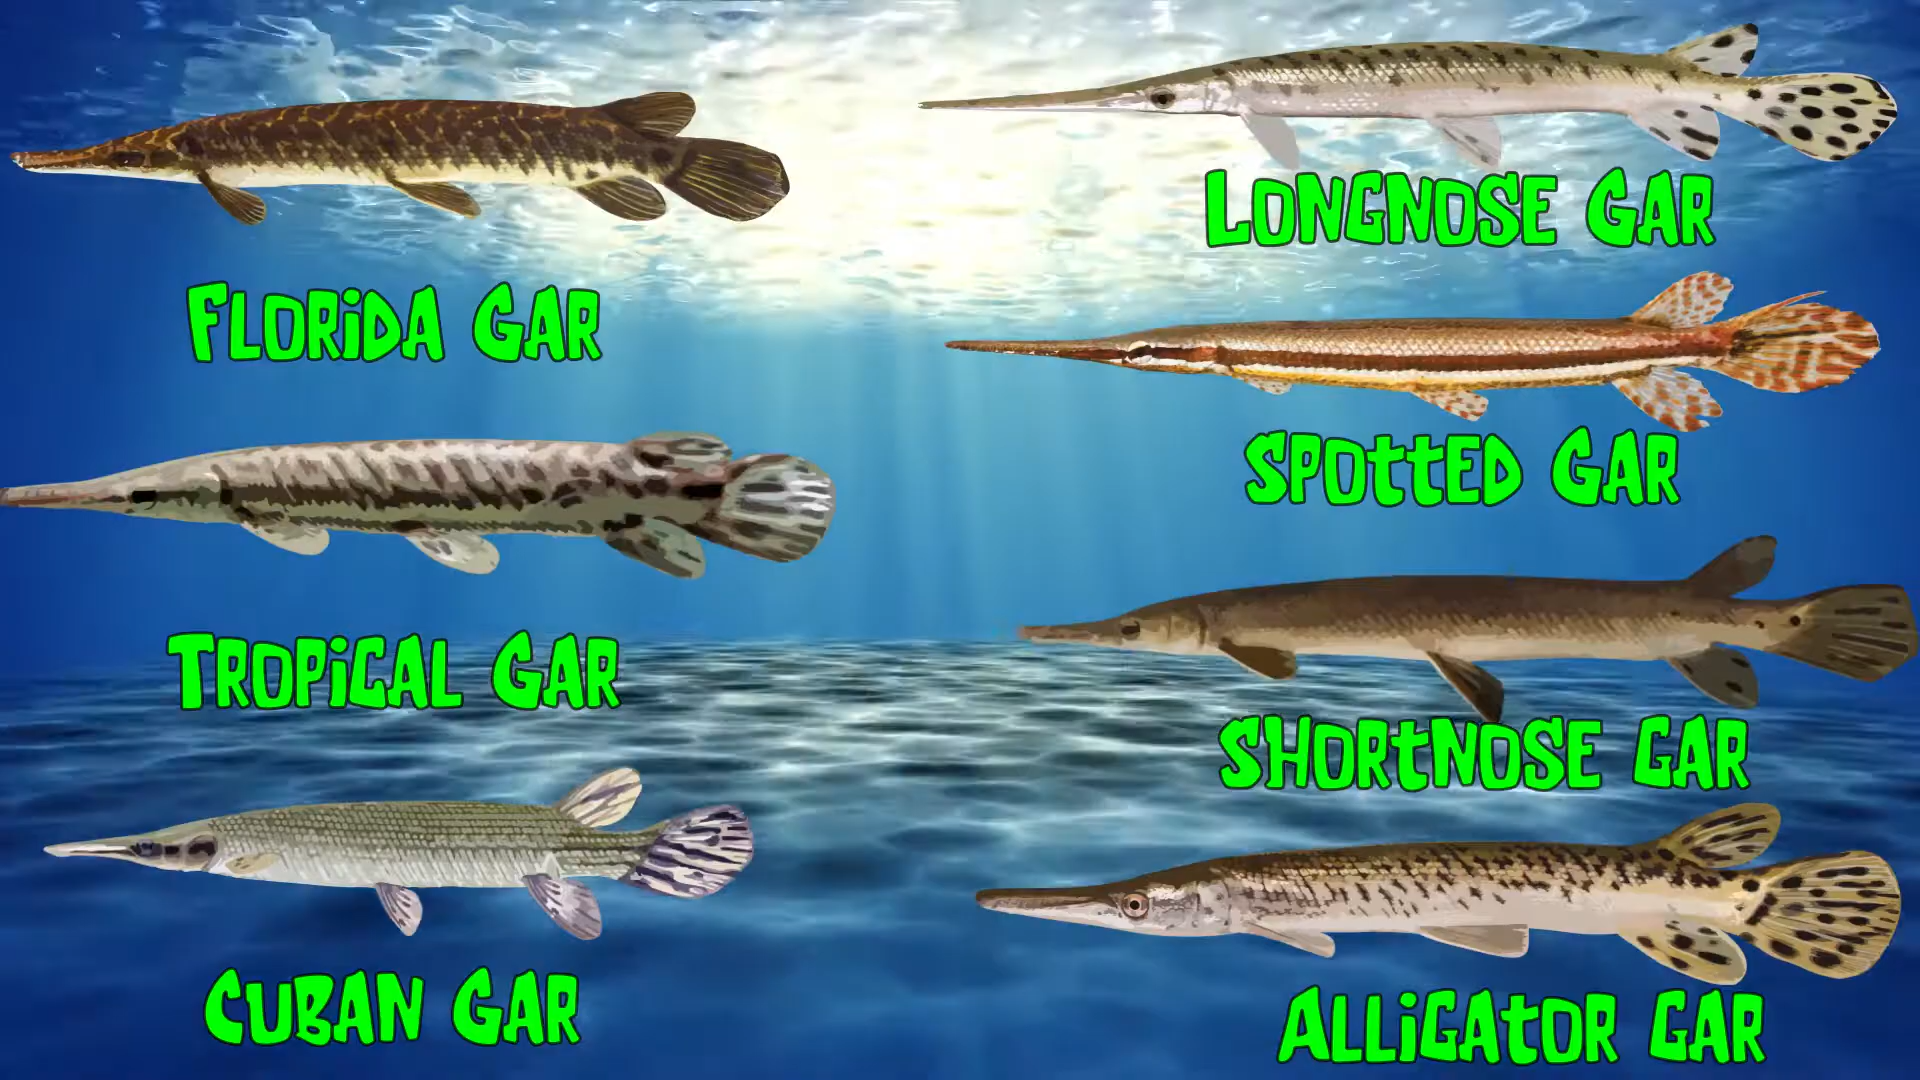 Florida Gar
Longnose Gar
Spotted Gar
Tropical Gar
Shortnose Gar
Cuban Gar
Alligator Gar